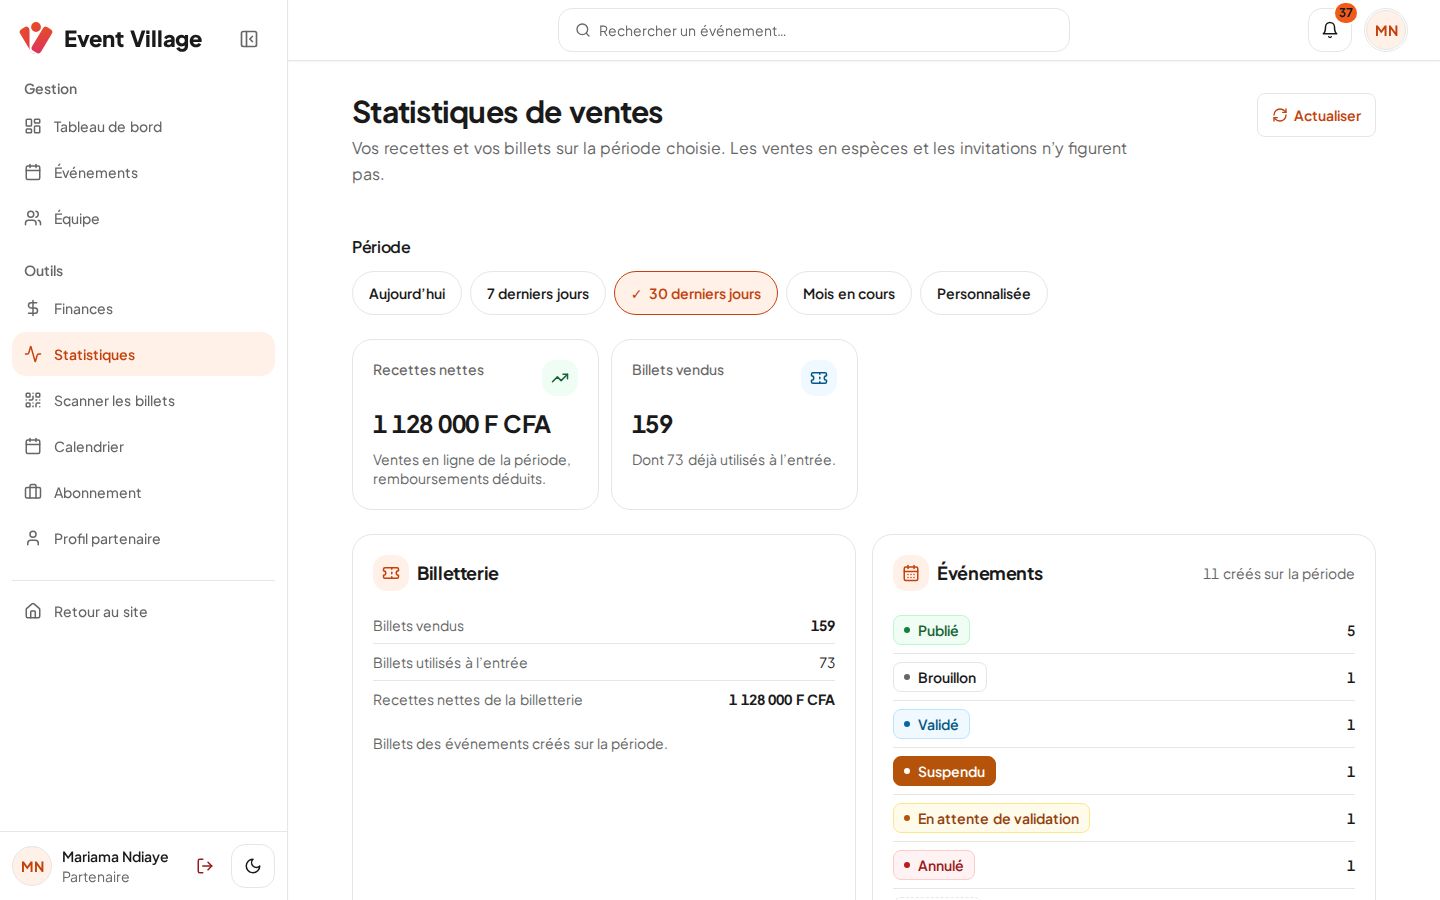 Event Village
Gestion
Tableau de bord
Événements
Équipe
Outils
Finances
Statistiques
Scanner les billets
Calendrier
Abonnement
Profil partenaire
Retour au site
MN
Mariama Ndiaye
Partenaire
Rechercher un événement…
37
MN
Statistiques de ventes
Actualiser
Vos recettes et vos billets sur la période choisie. Les ventes en espèces et les invitations n’y figurent
pas.
Période
Aujourd’hui
7 derniers jours
✓ 30 derniers jours
Mois en cours
Personnalisée
Recettes nettes
1 128 000 F CFA
Ventes en ligne de la période,
remboursements déduits.
Billets vendus
159
Dont 73 déjà utilisés à l’entrée.
Billetterie
Billets vendus 159
Billets utilisés à l’entrée 73
Recettes nettes de la billetterie 1 128 000 F CFA
Billets des événements créés sur la période.
Événements 11 créés sur la période
Publié 5
Brouillon 1
Validé 1
Suspendu 1
En attente de validation 1
Annulé 1